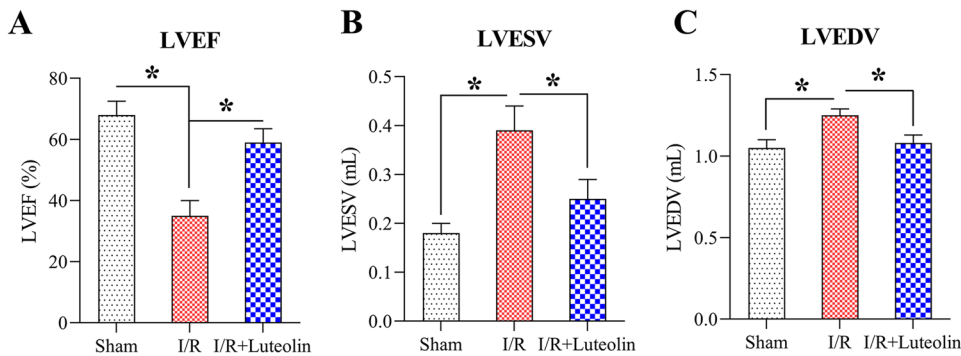 A
LVEF
LVEF (%)
80
60
40
20
0
*
*
Sham
I/R
I/R+Luteolin
B
LVESV
LVESV (mL)
0.5
0.4
0.3
0.2
0.1
0.0
*
*
Sham
I/R
I/R+Luteolin
C
LVEDV
LVEDV (mL)
1.5
1.0
0.5
0.0
*
*
Sham
I/R
I/R+Luteolin